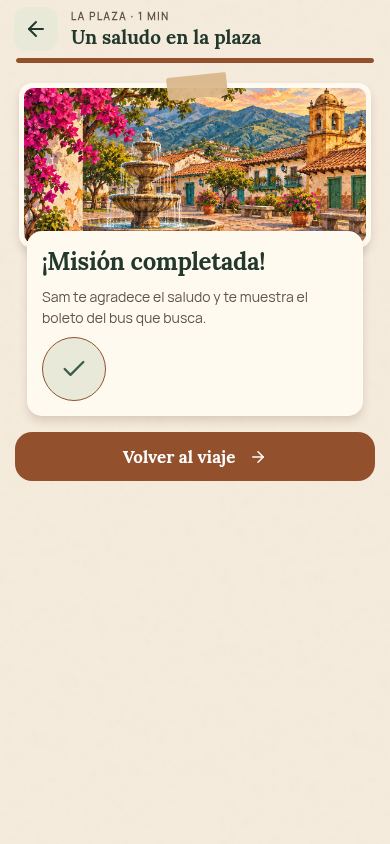 LA PLAZA · 1 MIN
Un saludo en la plaza
¡Misión completada!
Sam te agradece el saludo y te muestra el
boleto del bus que busca.
Volver al viaje